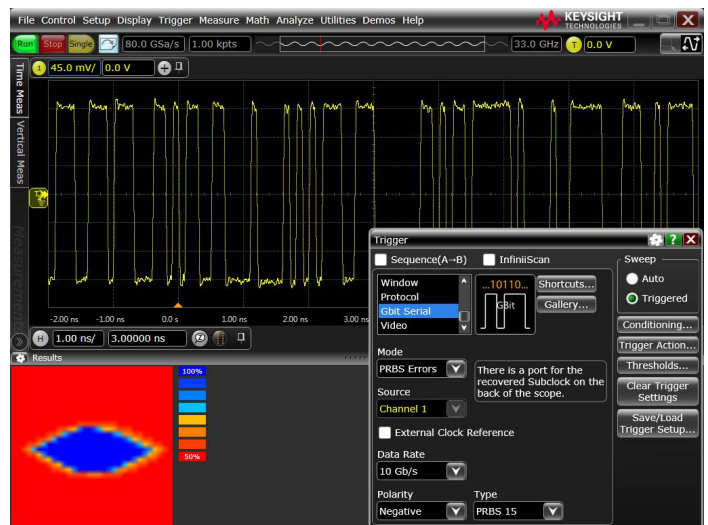 File Control Setup Display Trigger Measure Math Analyze Utilities Demos Help
KEYSIGHT
TECHNOLOGIES
Run Stop Single 80.0 GSa/s 1.00 kpts 33.0 GHz T 0.0 V
1 45.0 mV/ 0.0 V
Time Meas
Vertical Meas
Measurements
T
-2.00 ns -1.00 ns 0.0 s 1.00 ns 2.00 ns 3.00 ns
H 1.00 ns/ 3.00000 ns
Results
100%
50%
Trigger
Sequence(A→B) InfiniiScan
Window
Protocol
Gbit Serial
Video
...10110...
GBit
Shortcuts...
Gallery...
Mode
PRBS Errors
There is a port for the
recovered Subclock on the
back of the scope.
Source
Channel 1
External Clock Reference
Data Rate
10 Gb/s
Polarity Type
Negative PRBS 15
Sweep
Auto
Triggered
Conditioning...
Trigger Action...
Thresholds...
Clear Trigger
Settings
Save/Load
Trigger Setup...